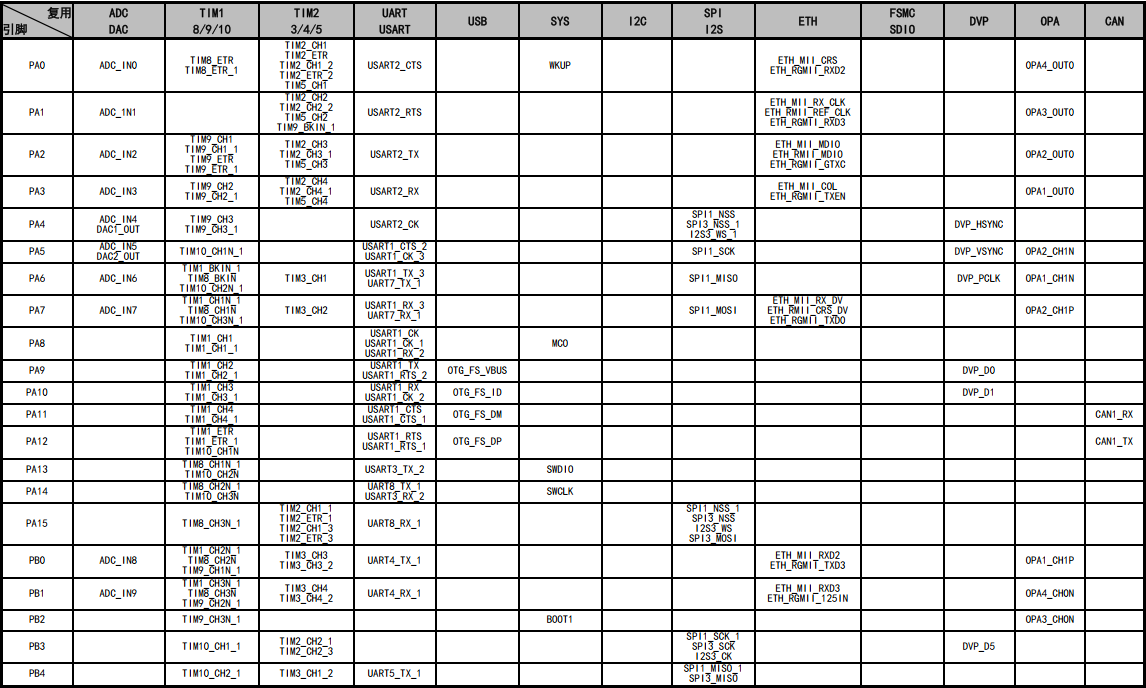 复用 ADC TIM1 TIM2 UART USB SYS I2C SPI ETH FSMC DVP OPA CAN
引脚 DAC 8/9/10 3/4/5 USART I2S SDIO
PA0 ADC_IN0 TIM8_ETR TIM8_ETR_1 TIM2_CH1 TIM2_ETR TIM2_CH1_2 TIM2_ETR_2 TIM5_CH1 USART2_CTS WKUP ETH_MII_CRS ETH_RGMII_RXD2 OPA4_OUT0
PA1 ADC_1N1 TIM2_CH2 TIM2_CH2_2 TIM5_CH2 TIM9_BKIN_1 USART2_RTS ETH_MII_RX_CLK ETH_RMII_REF_CLK ETH_RGMII_RXD3 OPA3_OUT0
PA2 ADC_IN2 TIM9_CH1 TIM9_CH1_1 TIM9_ETR TIM9_ETR_1 TIM2_CH3 TIM2_CH3_1 TIM5_CH3 USART2_TX ETH_MII_MDIO ETH_RMII_MDIO ETH_RGMII_GTXC OPA2_OUT0
PA3 ADC_IN3 TIM9_CH2 TIM9_CH2_1 TIM2_CH4 TIM2_CH4_1 TIM5_CH4 USART2_RX ETH_MII_COL ETH_RGMII_TXEN OPA1_OUT0
PA4 ADC_IN4 DAC1_OUT TIM9_CH3 TIM9_CH3_1 USART2_CK SPI1_NSS SPI3_NSS_1 I2S3_WS_1 DVP_HSYNC
PA5 ADC_IN5 DAC2_OUT TIM10_CH1N_1 USART1_CTS_2 USART1_CK_3 SPI1_SCK DVP_VSYNC OPA2_CH1N
PA6 ADC_IN6 TIM1_BKIN_1 TIM8_BKIN TIM10_CH2N_1 TIM3_CH1 USART1_TX_3 UART7_TX_1 SPI1_MISO DVP_PCLK OPA1_CH1N
PA7 ADC_IN7 TIM1_CH1N_1 TIM8_CH1N TIM10_CH3N_1 TIM3_CH2 USART1_RX_3 UART7_RX_1 SPI1_MOSI ETH_MII_RX_DV ETH_RMII_CRS_DV ETH_RGMII_TXD0 OPA2_CH1P
PA8 TIM1_CH1 TIM1_CH1_1 USART1_CK USART1_CK_1 USART1_RX_2 MCO
PA9 TIM1_CH2 TIM1_CH2_1 USART1_TX USART1_RTS_2 OTG_FS_VBUS DVP_D0
PA10 TIM1_CH3 TIM1_CH3_1 USART1_RX USART1_CK_2 OTG_FS_ID DVP_D1
PA11 TIM1_CH4 TIM1_CH4_1 USART1_CTS USART1_CTS_1 OTG_FS_DM CAN1_RX
PA12 TIM1_ETR TIM1_ETR_1 TIM10_CH1N USART1_RTS USART1_RTS_1 OTG_FS_DP CAN1_TX
PA13 TIM8_CH1N_1 TIM10_CH2N USART3_TX_2 SWDIO
PA14 TIM8_CH2N_1 TIM10_CH3N UART8_TX_1 USART3_RX_2 SWCLK
PA15 TIM8_CH3N_1 TIM2_CH1_1 TIM2_ETR_1 TIM2_CH1_3 TIM2_ETR_3 UART8_RX_1 SPI1_NSS_1 SPI3_NSS I2S3_WS SPI3_MOSI
PB0 ADC_IN8 TIM1_CH2N_1 TIM8_CH2N TIM9_CH1N_1 TIM3_CH3 TIM3_CH3_2 UART4_TX_1 ETH_MII_RXD2 ETH_RGMII_TXD3 OPA1_CH1P
PB1 ADC_IN9 TIM1_CH3N_1 TIM8_CH3N TIM9_CH2N_1 TIM3_CH4 TIM3_CH4_2 UART4_RX_1 ETH_MII_RXD3 ETH_RGMII_125IN OPA4_CH0N
PB2 TIM9_CH3N_1 BOOT1 OPA3_CH0N
PB3 TIM10_CH1_1 TIM2_CH2_1 TIM2_CH2_3 SPI1_SCK_1 SPI3_SCK I2S3_CK DVP_D5
PB4 TIM10_CH2_1 TIM3_CH1_2 UART5_TX_1 SPI1_MISO_1 SPI3_MISO